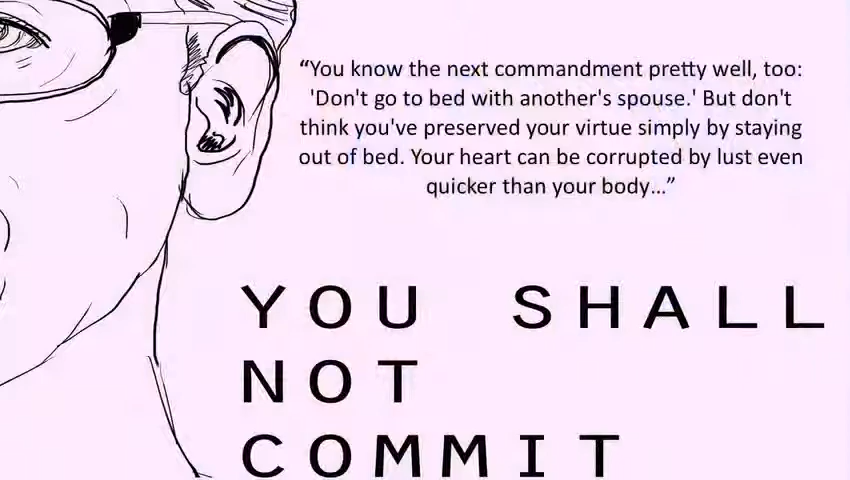 “You know the next commandment pretty well, too:
'Don't go to bed with another's spouse.' But don't
think you've preserved your virtue simply by staying
out of bed. Your heart can be corrupted by lust even
quicker than your body…”
YOU SHALL
NOT
COMMIT